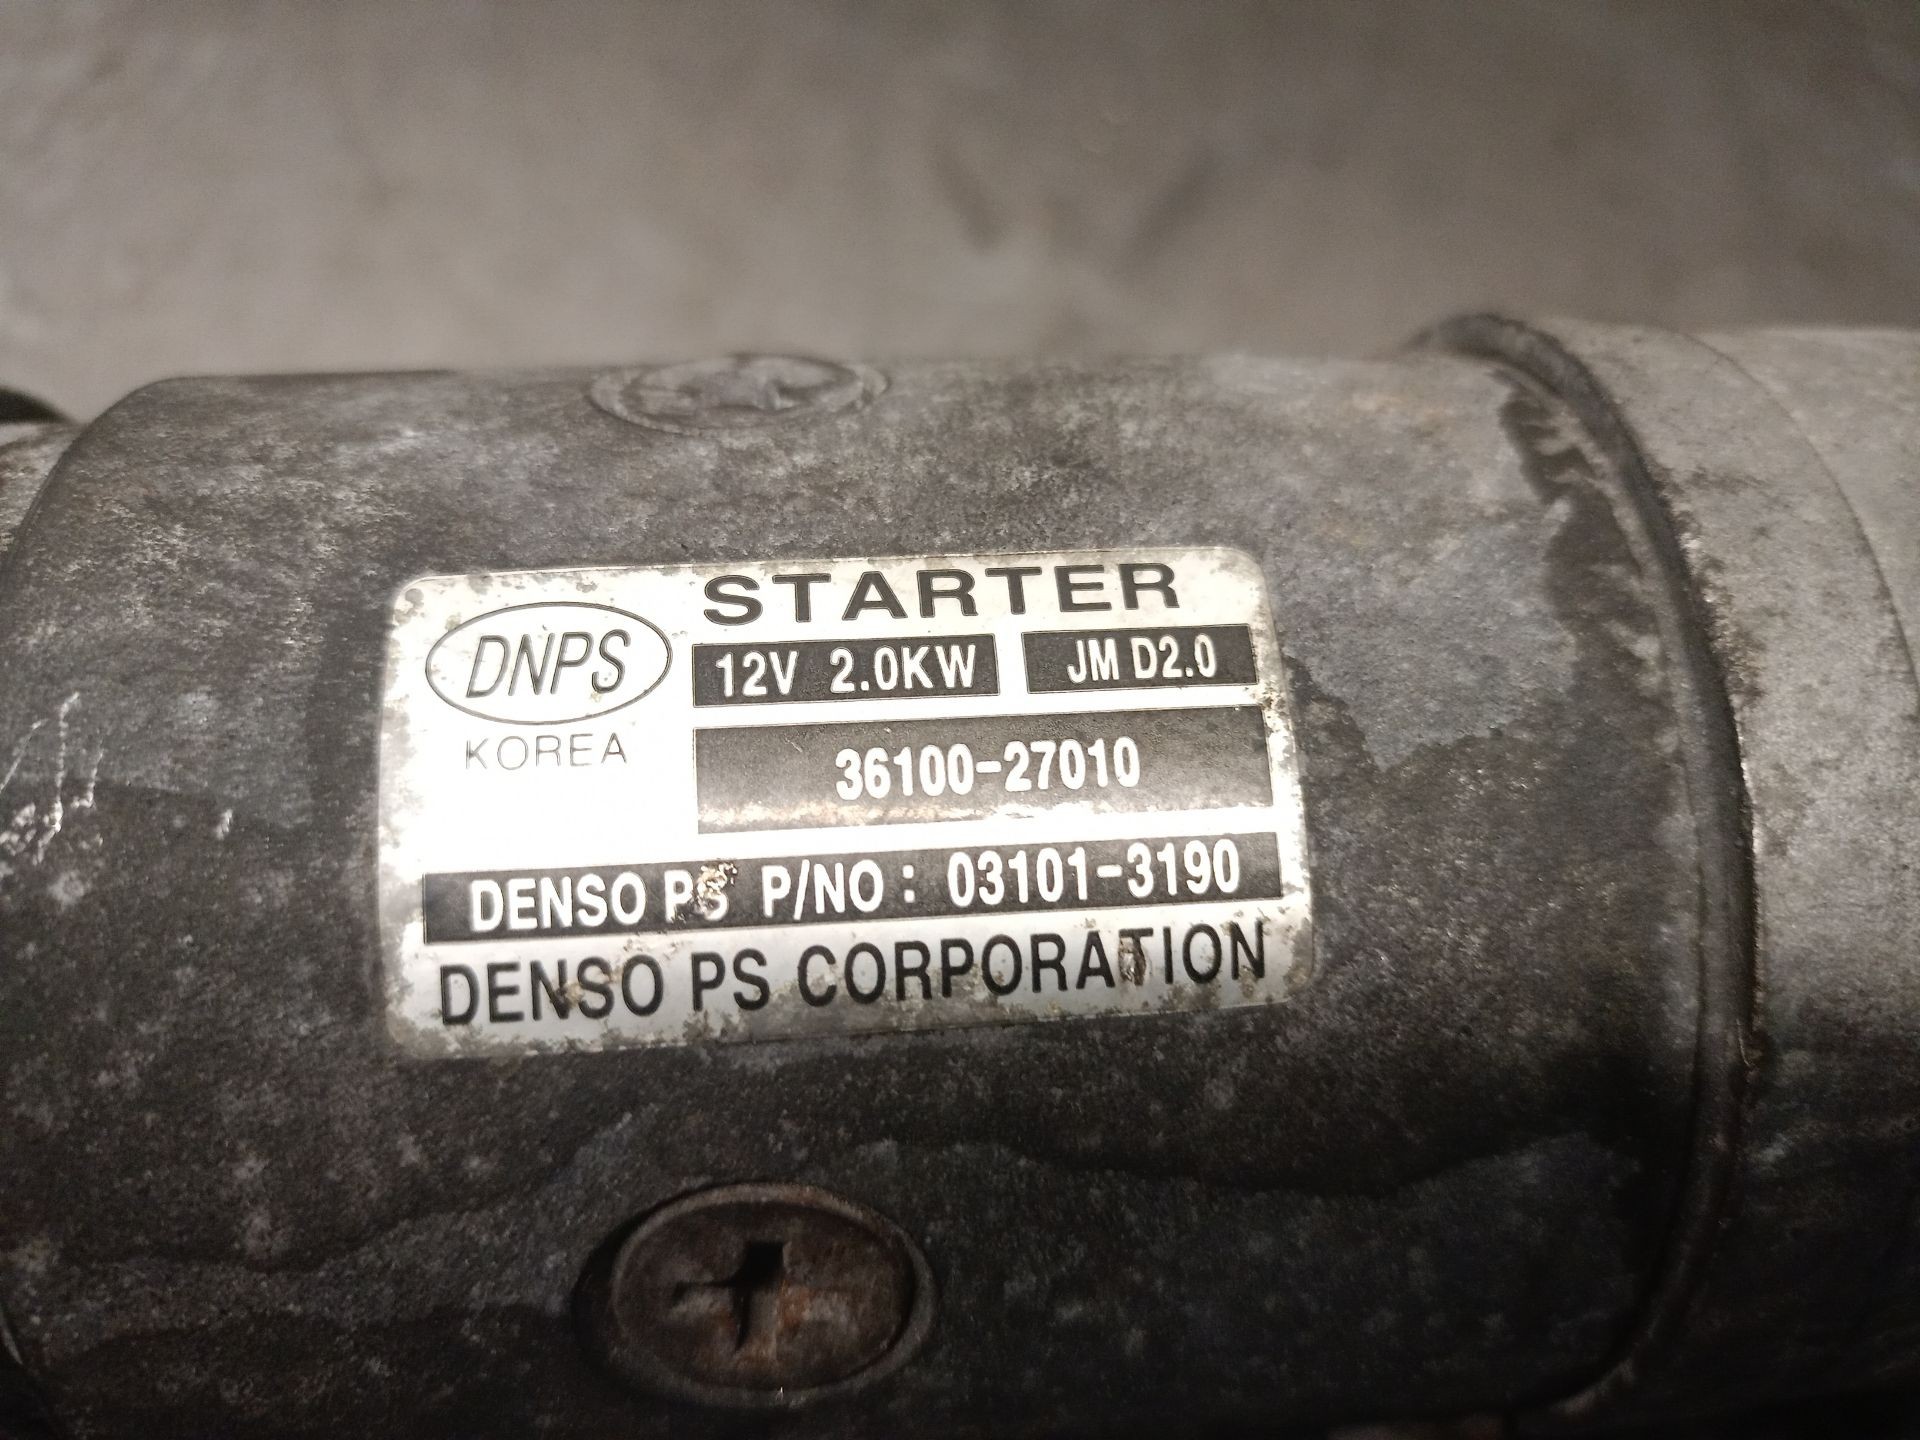 STARTER
DNPS
12V 2.0KW JM D2.0
KOREA
36100-27010
DENSO PS P/NO: 03101-3190
DENSO PS CORPORATION